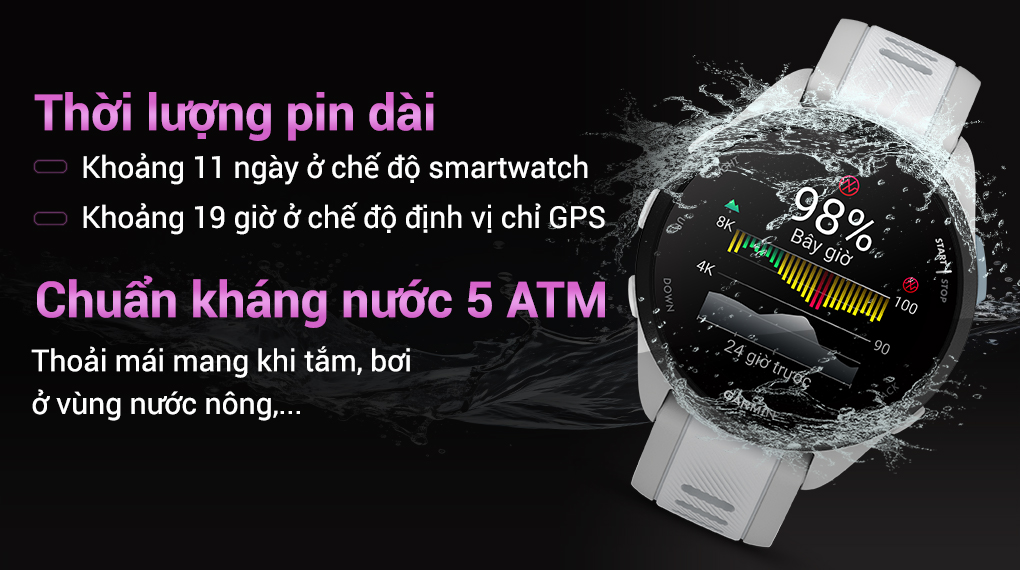 Thời lượng pin dài
Khoảng 11 ngày ở chế độ smartwatch
Khoảng 19 giờ ở chế độ định vị chỉ GPS
Chuẩn kháng nước 5 ATM
Thoải mái mang khi tắm, bơi
ở vùng nước nông,...
98%
Bây giờ
8K
4K
100
90
24 giờ trước
GARMIN
START
STOP
DOWN